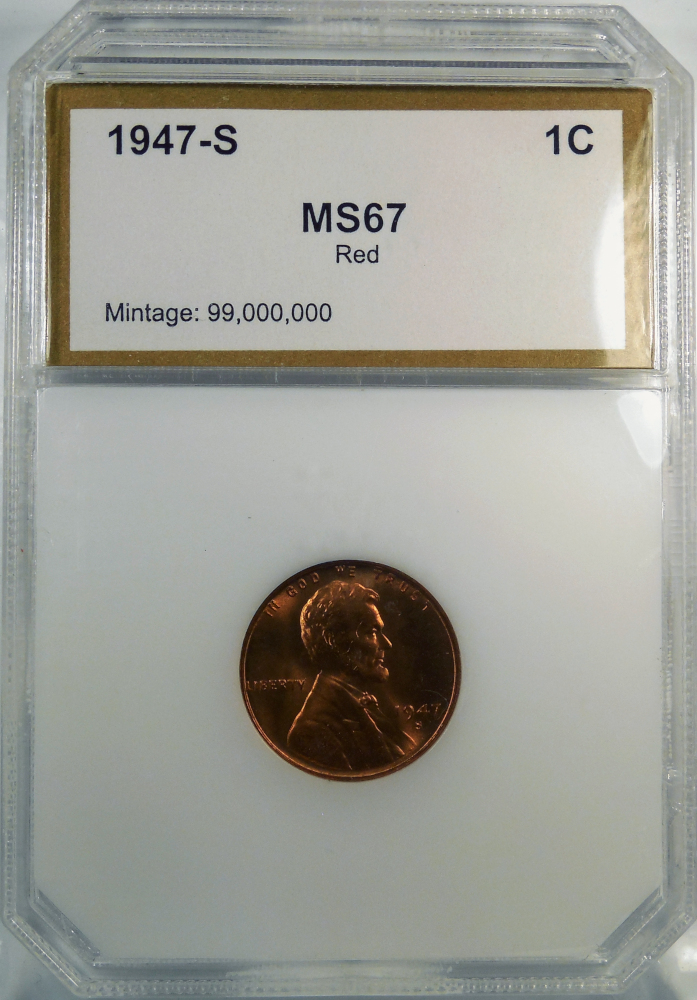 1947-S 1C
MS67
Red
Mintage: 99,000,000
IN GOD WE TRUST
LIBERTY
1947
S